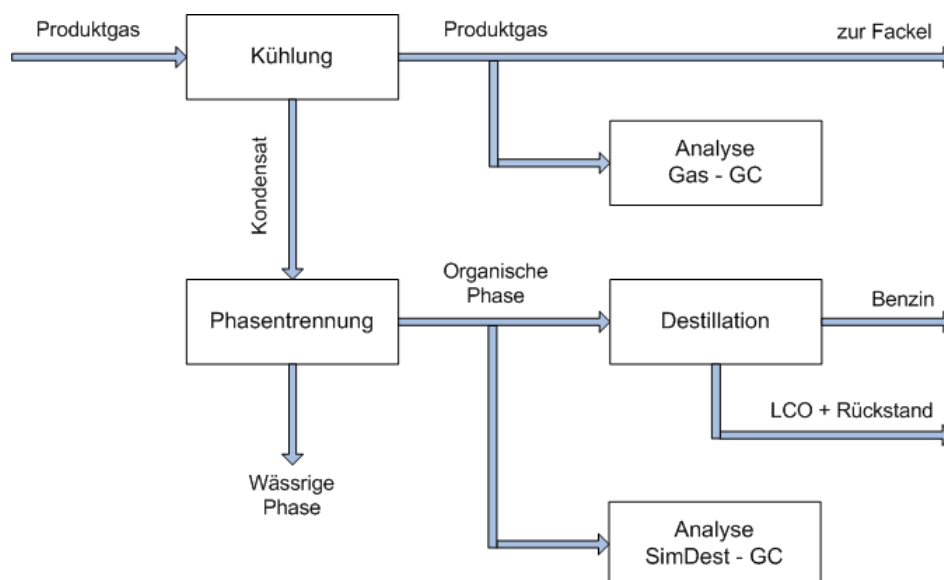 Produktgas
Kühlung
Produktgas
zur Fackel
Analyse
Gas - GC
Kondensat
Phasentrennung
Organische
Phase
Destillation
Benzin
LCO + Rückstand
Wässrige
Phase
Analyse
SimDest - GC